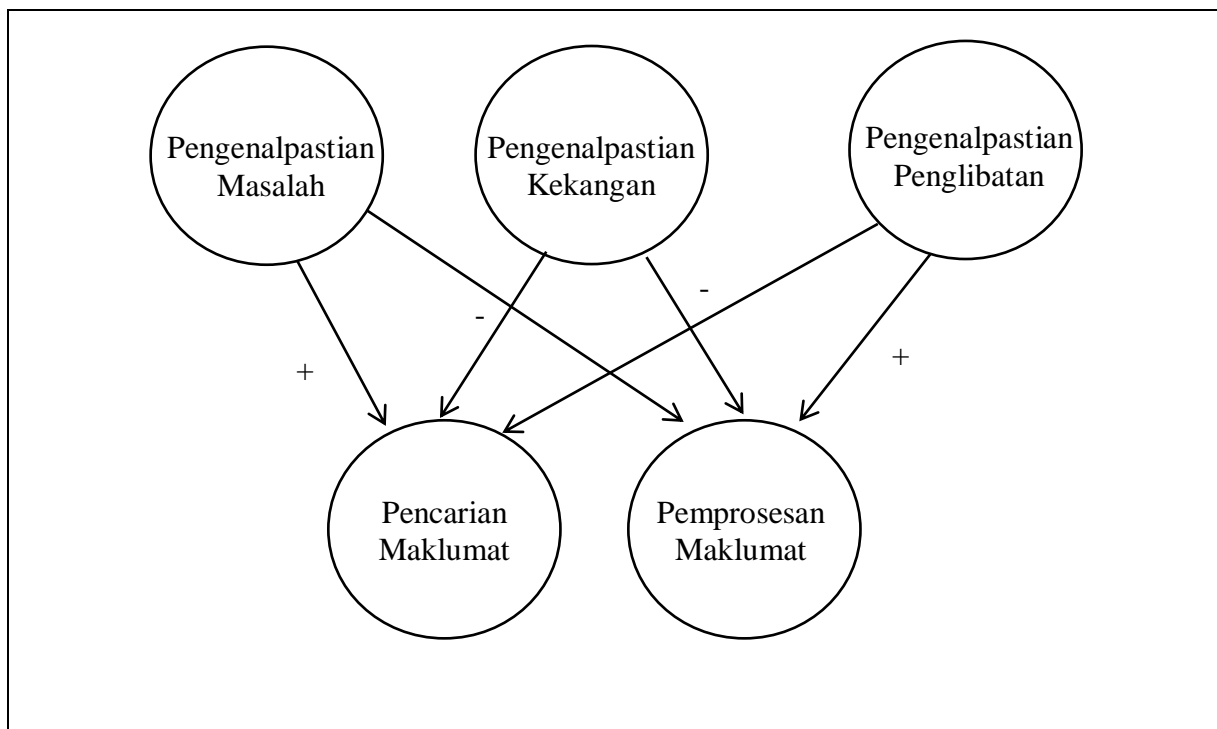 Pengenalpastian
Masalah
Pengenalpastian
Kekangan
Pengenalpastian
Penglibatan
-
-
+
+
Pencarian
Maklumat
Pemprosesan
Maklumat